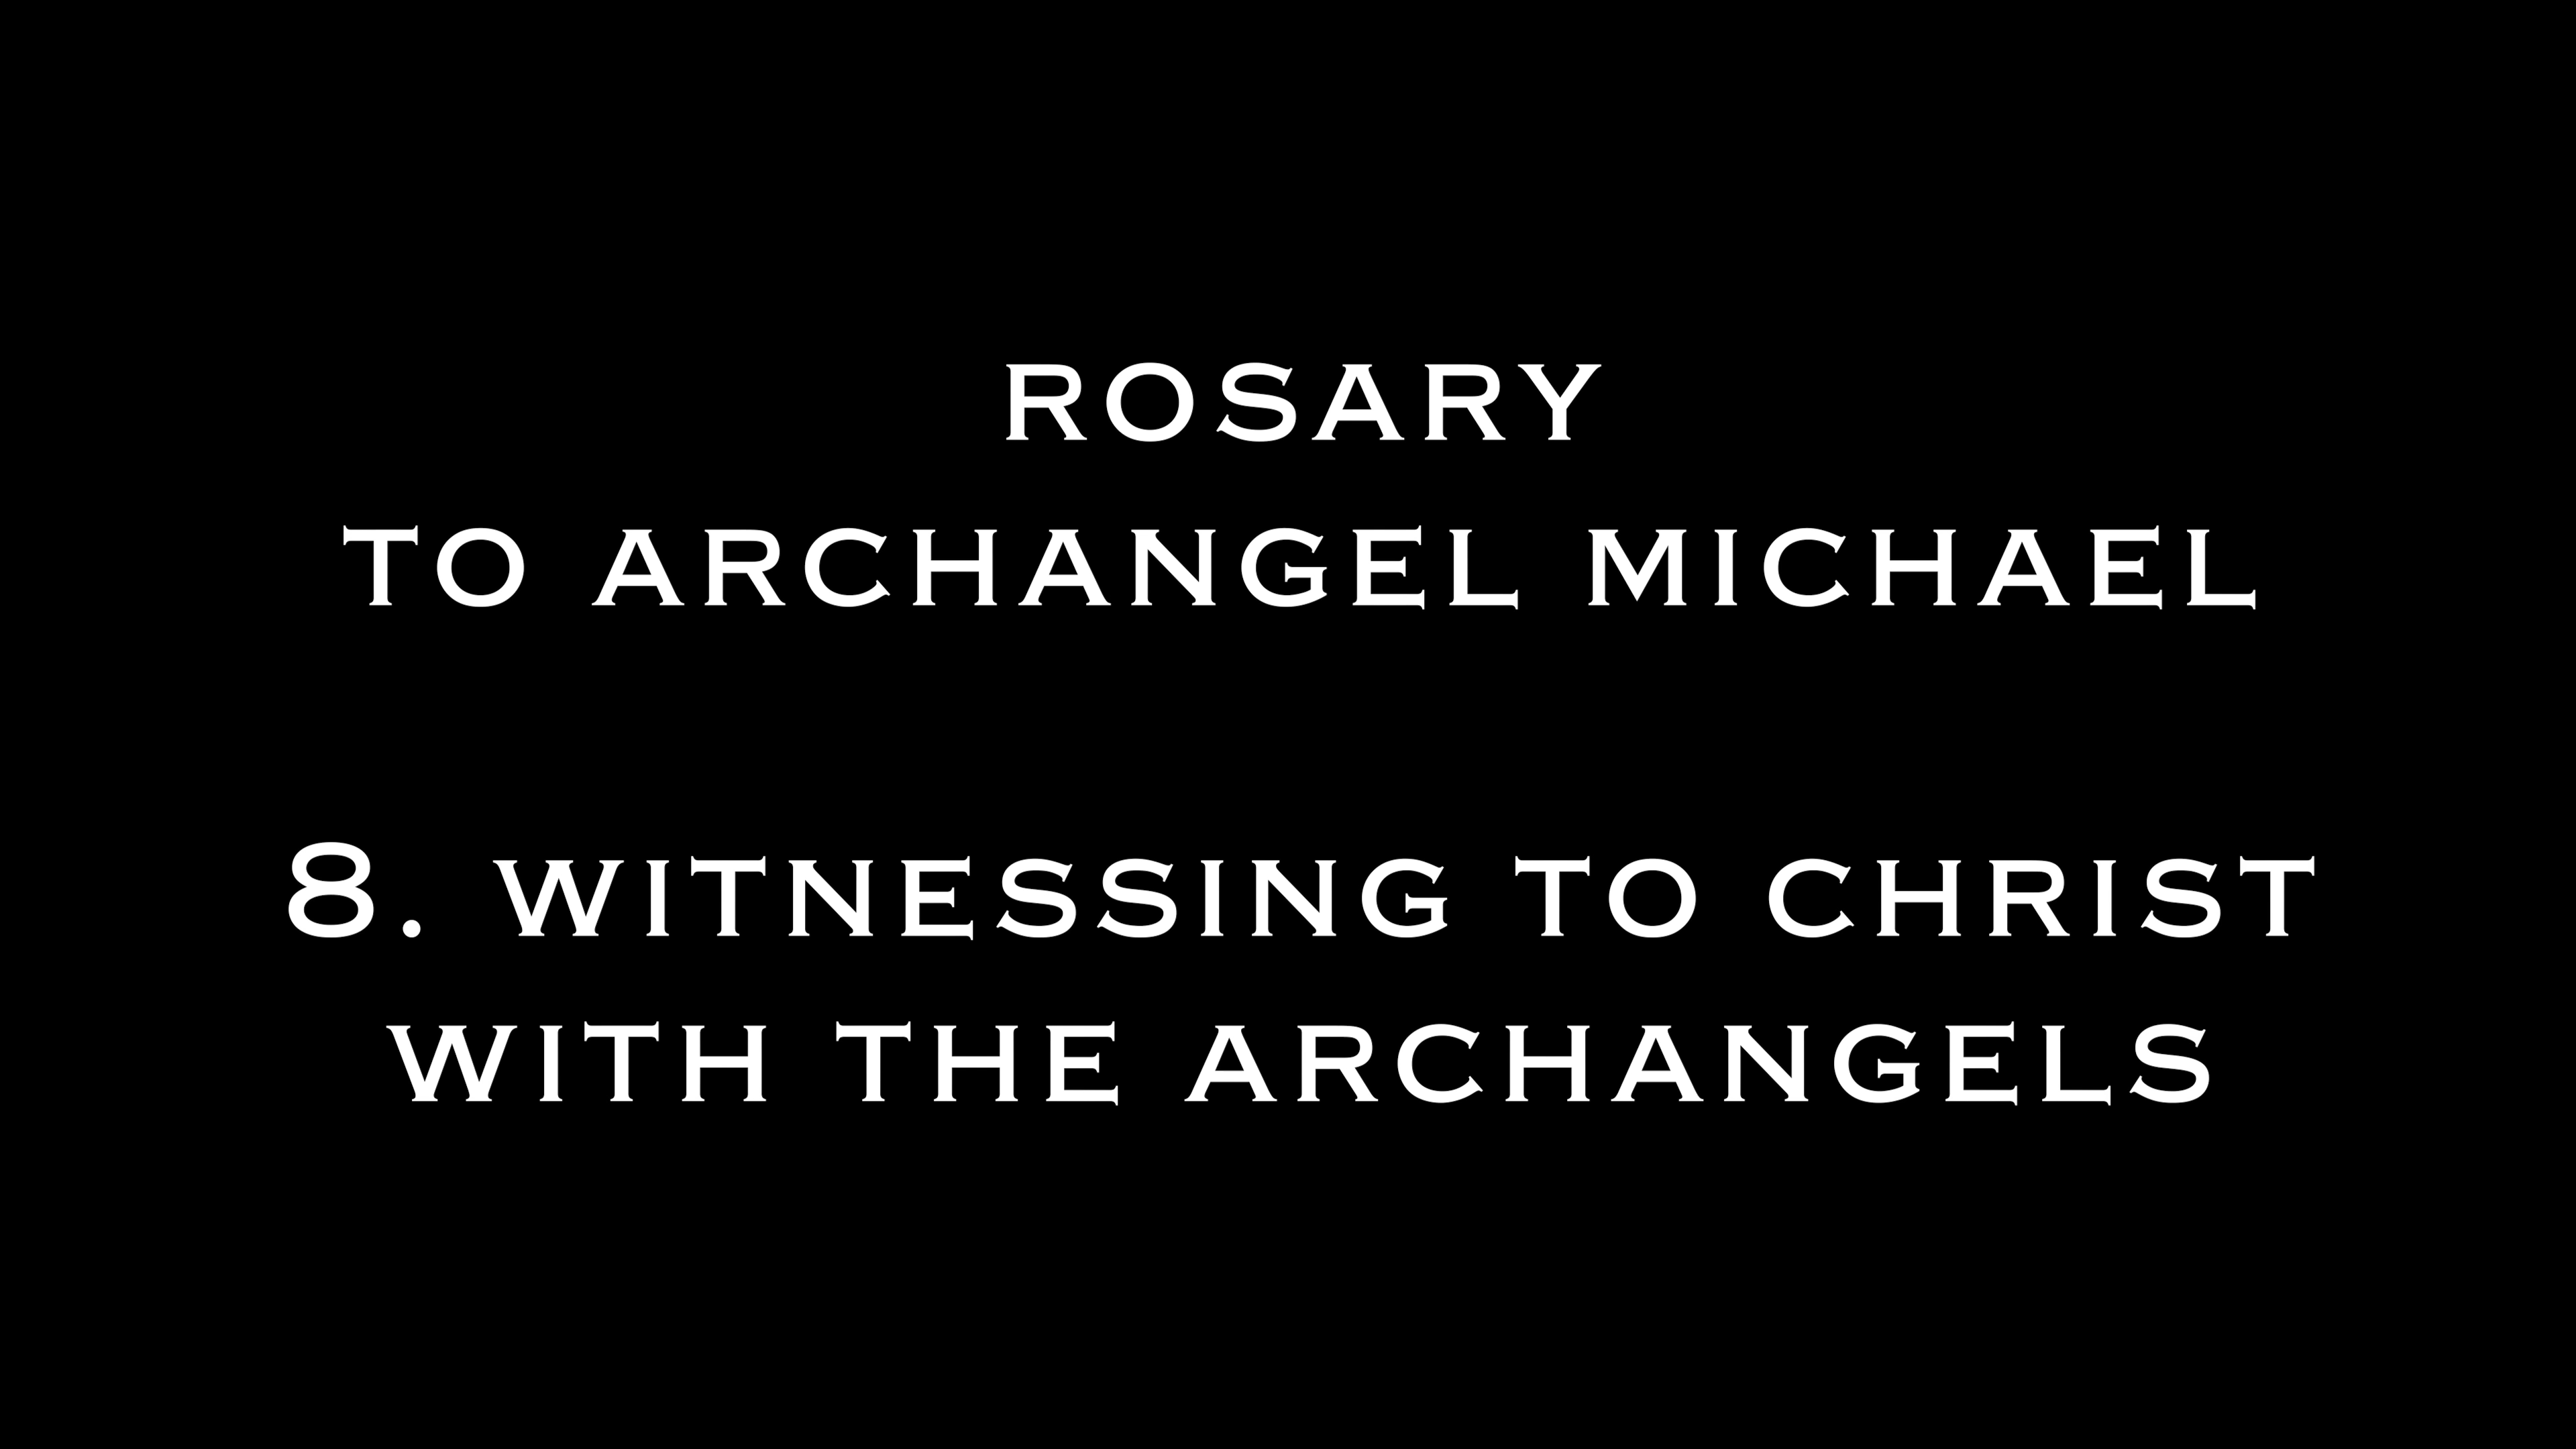 ROSARY
TO ARCHANGEL MICHAEL
8. WITNESSING TO CHRIST
WITH THE ARCHANGELS